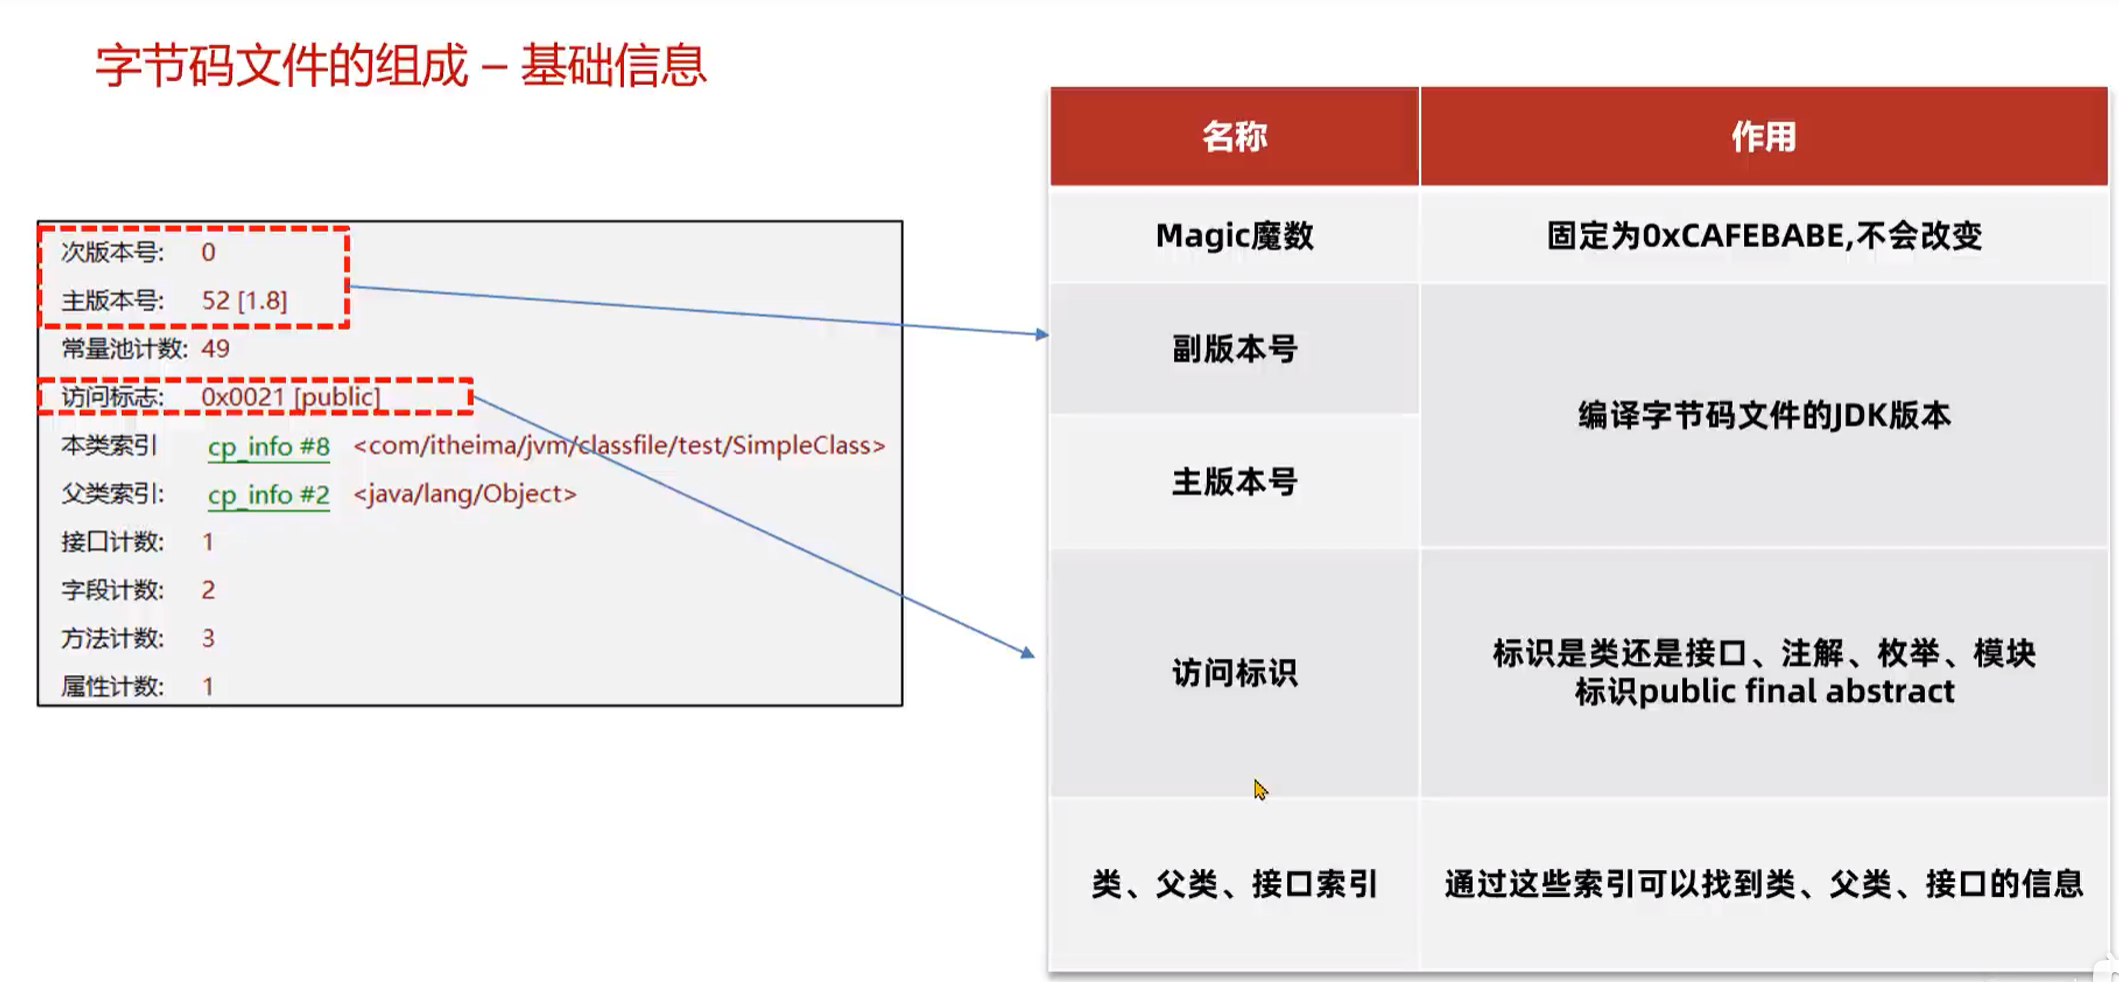 字节码文件的组成 – 基础信息
次版本号: 0
主版本号: 52 [1.8]
常量池计数: 49
访问标志: 0x0021 [public]
本类索引 cp_info #8 <com/itheima/jvm/classfile/test/SimpleClass>
父类索引: cp_info #2 <java/lang/Object>
接口计数: 1
字段计数: 2
方法计数: 3
属性计数: 1
名称 作用
Magic魔数 固定为0xCAFEBABE,不会改变
副版本号
编译字节码文件的JDK版本
主版本号
访问标识
标识是类还是接口、注解、枚举、模块
标识public final abstract
类、父类、接口索引 通过这些索引可以找到类、父类、接口的信息